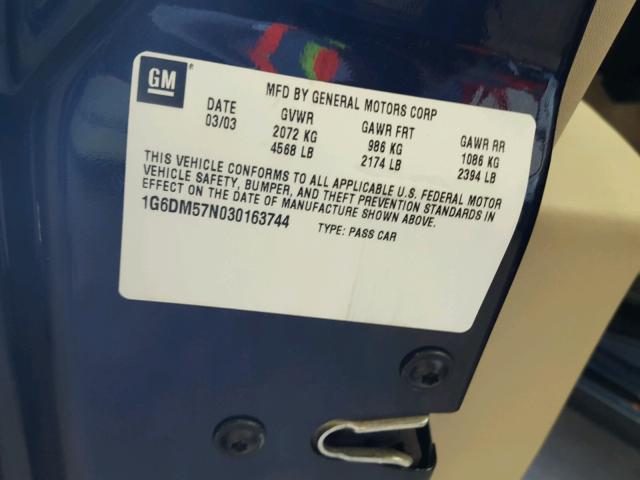 GM®
MFD BY GENERAL MOTORS CORP
DATE GVWR GAWR FRT GAWR RR
03/03 2072 KG 986 KG 1086 KG
4568 LB 2174 LB 2394 LB
THIS VEHICLE CONFORMS TO ALL APPLICABLE U.S. FEDERAL MOTOR
VEHICLE SAFETY, BUMPER, AND THEFT PREVENTION STANDARDS IN
EFFECT ON THE DATE OF MANUFACTURE SHOWN ABOVE.
1G6DM57N030163744 TYPE: PASS CAR